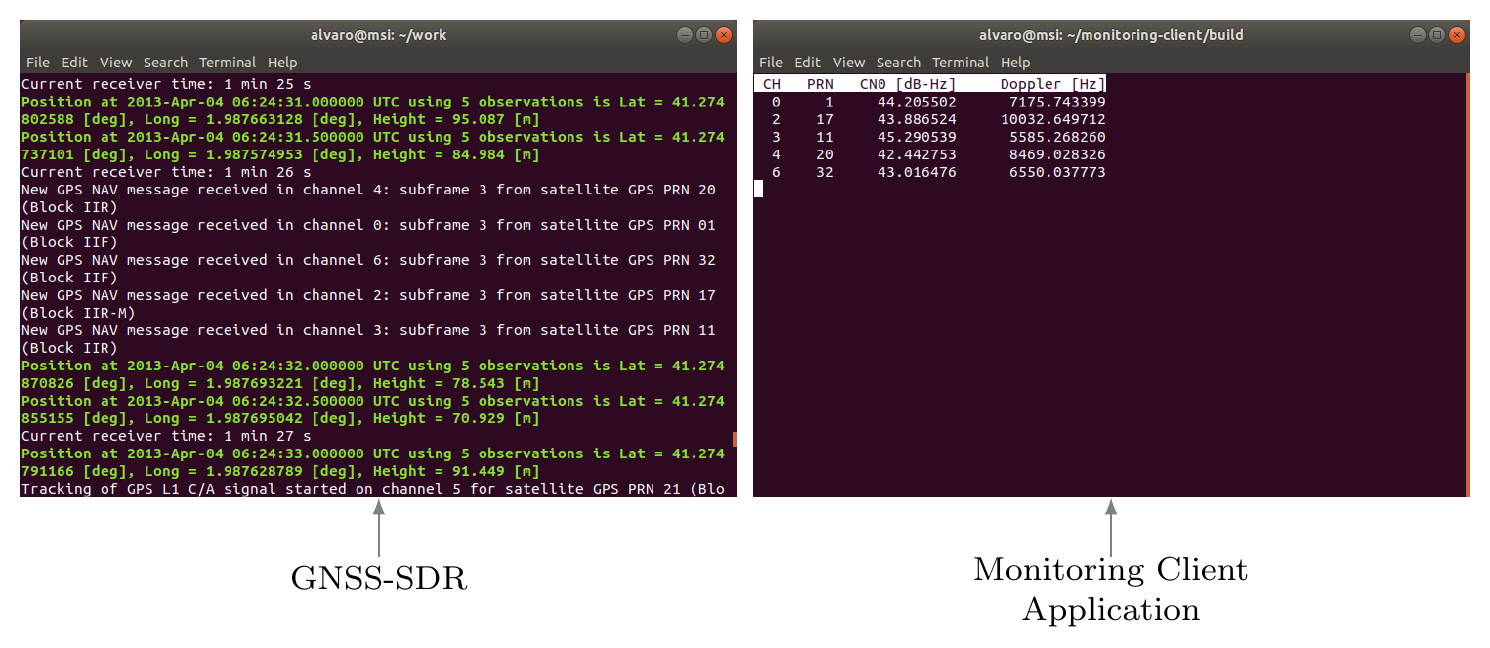 alvaro@msi: ~/work
File Edit View Search Terminal Help
Current receiver time: 1 min 25 s
Position at 2013-Apr-04 06:24:31.000000 UTC using 5 observations is Lat = 41.274
802588 [deg], Long = 1.987663128 [deg], Height = 95.087 [m]
Position at 2013-Apr-04 06:24:31.500000 UTC using 5 observations is Lat = 41.274
737101 [deg], Long = 1.987574953 [deg], Height = 84.984 [m]
Current receiver time: 1 min 26 s
New GPS NAV message received in channel 4: subframe 3 from satellite GPS PRN 20
(Block IIR)
New GPS NAV message received in channel 0: subframe 3 from satellite GPS PRN 01
(Block IIF)
New GPS NAV message received in channel 6: subframe 3 from satellite GPS PRN 32
(Block IIF)
New GPS NAV message received in channel 2: subframe 3 from satellite GPS PRN 17
(Block IIR-M)
New GPS NAV message received in channel 3: subframe 3 from satellite GPS PRN 11
(Block IIR)
Position at 2013-Apr-04 06:24:32.000000 UTC using 5 observations is Lat = 41.274
870826 [deg], Long = 1.987693221 [deg], Height = 78.543 [m]
Position at 2013-Apr-04 06:24:32.500000 UTC using 5 observations is Lat = 41.274
855155 [deg], Long = 1.987695042 [deg], Height = 70.929 [m]
Current receiver time: 1 min 27 s
Position at 2013-Apr-04 06:24:33.000000 UTC using 5 observations is Lat = 41.274
791166 [deg], Long = 1.987628789 [deg], Height = 91.449 [m]
Tracking of GPS L1 C/A signal started on channel 5 for satellite GPS PRN 21 (Blo
GNSS-SDR
alvaro@msi: ~/monitoring-client/build
File Edit View Search Terminal Help
CH PRN CN0 [dB-Hz] Doppler [Hz]
0 1 44.205502 7175.743399
2 17 43.886524 10032.649712
3 11 45.290539 5585.268260
4 20 42.442753 8469.028326
6 32 43.016476 6550.037773
Monitoring Client
Application